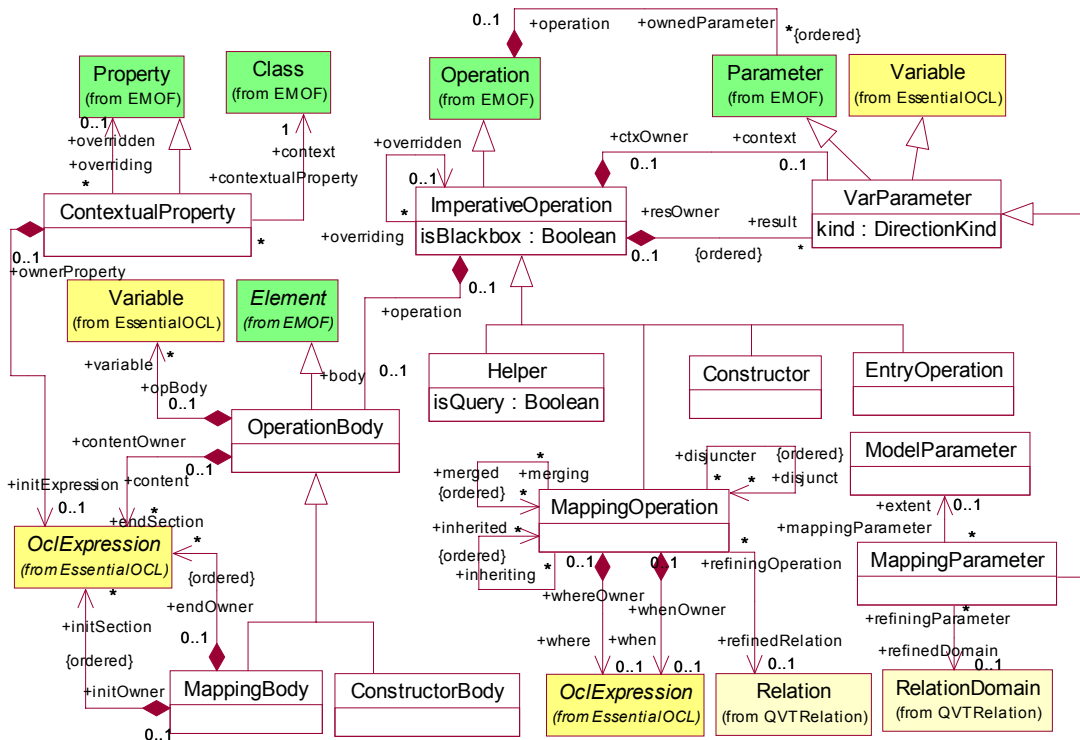 0..1
+operation
+ownedParameter
*
{ordered}
Property
(from EMOF)
Class
(from EMOF)
Operation
(from EMOF)
Parameter
(from EMOF)
Variable
(from EssentialOCL)
0..1
+overridden
+overriding
*
1
+context
+contextualProperty
+overridden
0..1
+ctxOwner
0..1
+context
0..1
ContextualProperty
*
0..1
+ownerProperty
*
+overriding
ImperativeOperation
isBlackbox : Boolean
+resOwner
0..1
+result
{ordered}
*
VarParameter
kind : DirectionKind
0..1
+operation
Variable
(from EssentialOCL)
Element
(from EMOF)
+variable
*
+opBody
0..1
+body
0..1
Helper
isQuery : Boolean
Constructor
EntryOperation
OperationBody
+contentOwner
0..1
+content
*
+initExpression
0..1
+endSection
*
OclExpression
(from EssentialOCL)
*
{ordered}
+endOwner
0..1
+initSection
{ordered}
+initOwner
0..1
MappingBody
ConstructorBody
+merged
*
+merging
{ordered}
*
+disjuncter
{ordered}
*
*
+disjunct
MappingOperation
+inherited
*
{ordered}
+inheriting
*
0..1
+whereOwner
0..1
+whenOwner
*
+refiningOperation
+where
0..1
+when
0..1
+refinedRelation
0..1
OclExpression
(from EssentialOCL)
Relation
(from QVTRelation)
ModelParameter
+extent
0..1
+mappingParameter
*
MappingParameter
+refiningParameter
*
+refinedDomain
0..1
RelationDomain
(from QVTRelation)